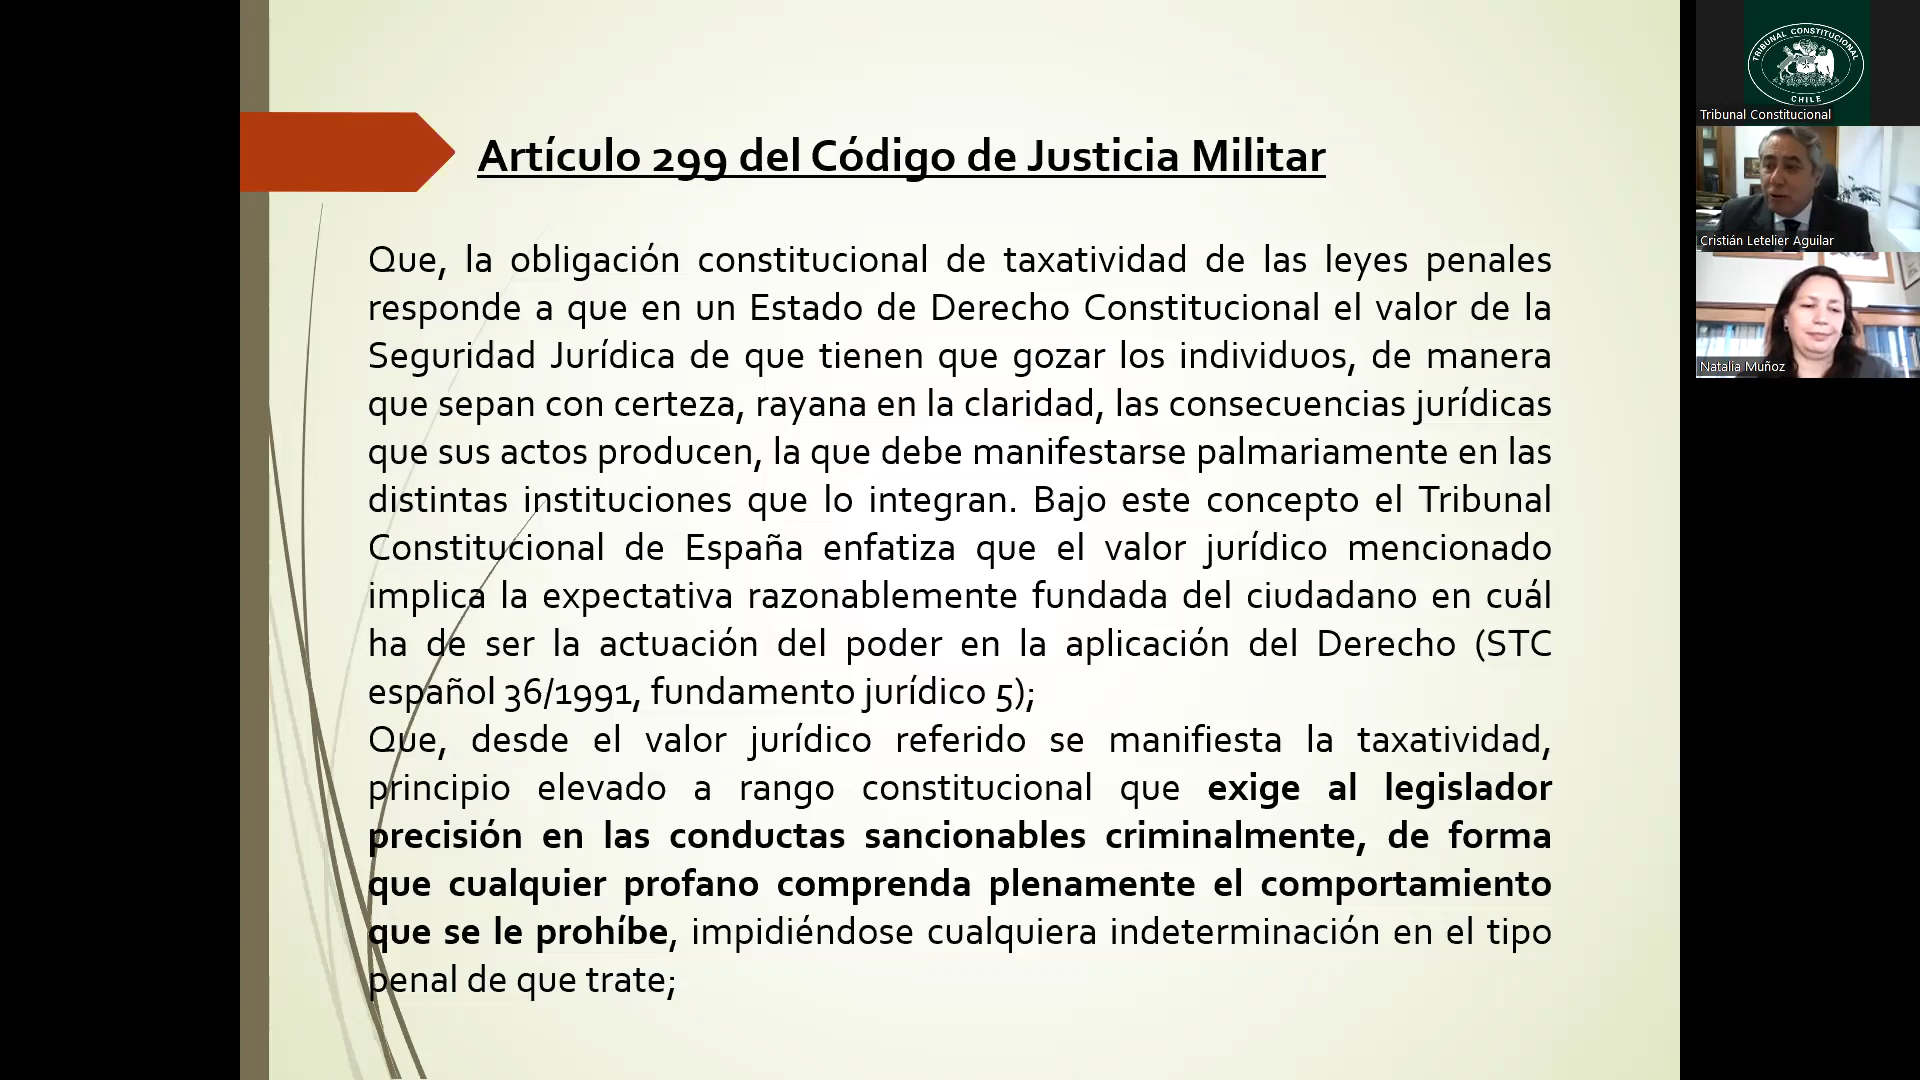 Artículo 299 del Código de Justicia Militar
Que, la obligación constitucional de taxatividad de las leyes penales
responde a que en un Estado de Derecho Constitucional el valor de la
Seguridad Jurídica de que tienen que gozar los individuos, de manera
que sepan con certeza, rayana en la claridad, las consecuencias jurídicas
que sus actos producen, la que debe manifestarse palmariamente en las
distintas instituciones que lo integran. Bajo este concepto el Tribunal
Constitucional de España enfatiza que el valor jurídico mencionado
implica la expectativa razonablemente fundada del ciudadano en cuál
ha de ser la actuación del poder en la aplicación del Derecho (STC
español 36/1991, fundamento jurídico 5);
Que, desde el valor jurídico referido se manifiesta la taxatividad,
principio elevado a rango constitucional que exige al legislador
precisión en las conductas sancionables criminalmente, de forma
que cualquier profano comprenda plenamente el comportamiento
que se le prohíbe, impidiéndose cualquiera indeterminación en el tipo
penal de que trate;
TRIBUNAL CONSTITUCIONAL
CHILE
Tribunal Constitucional
Cristián Letelier Aguilar
Natalia Muñoz